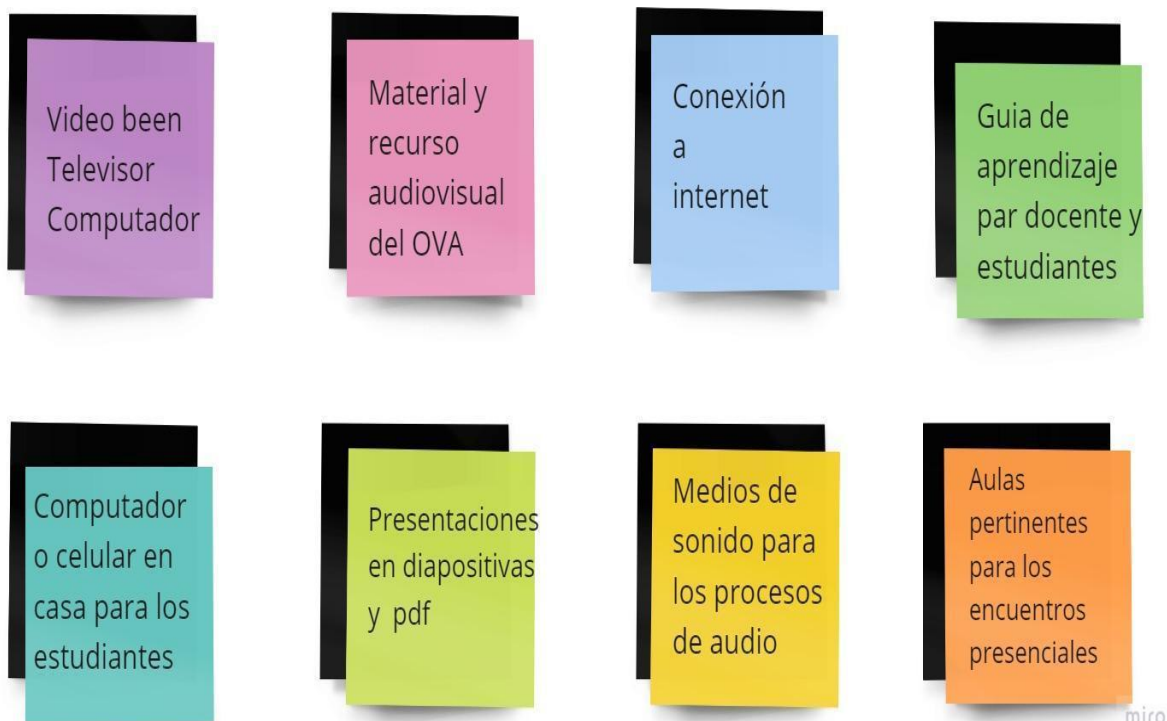 Video been
Televisor
Computador
Material y
recurso
audiovisual
del OVA
Conexión
a
internet
Guia de
aprendizaje
par docente y
estudiantes
Computador
o celular en
casa para los
estudiantes
Presentaciones
en diapositivas
y pdf
Medios de
sonido para
los procesos
de audio
Aulas
pertinentes
para los
encuentros
presenciales
miro